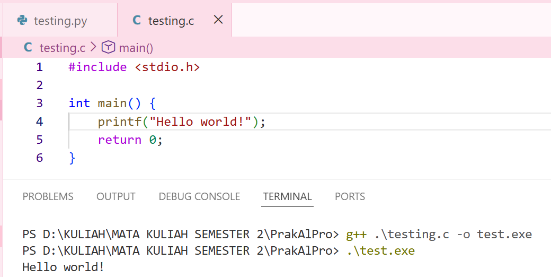 testing.py
testing.c
testing.c > main()
1 #include <stdio.h>
2
3 int main() {
4     printf("Hello world!");
5     return 0;
6 }
PROBLEMS OUTPUT DEBUG CONSOLE TERMINAL PORTS
PS D:\KULIAH\MATA KULIAH SEMESTER 2\PrakAlPro> g++ .\testing.c -o test.exe
PS D:\KULIAH\MATA KULIAH SEMESTER 2\PrakAlPro> .\test.exe
Hello world!